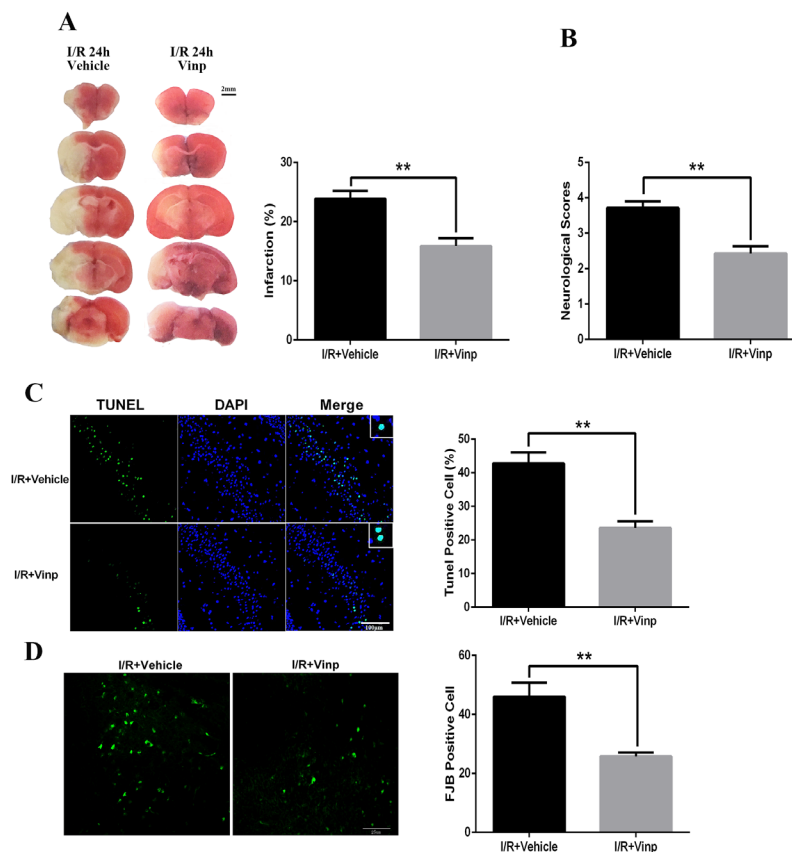 A
B
I/R 24h
Vehicle
I/R 24h
Vinp
2mm
Infarction (%)
30
20
10
0
**
I/R+Vehicle
I/R+Vinp
Neurological Scores
5
4
3
2
1
0
**
I/R+Vehicle
I/R+Vinp
C
TUNEL
DAPI
Merge
I/R+Vehicle
I/R+Vinp
100μm
Tunel Positive Cell (%)
50
40
30
20
10
0
**
I/R+Vehicle
I/R+Vinp
D
I/R+Vehicle
I/R+Vinp
FJB Positive Cell
60
40
20
0
**
I/R+Vehicle
I/R+Vinp